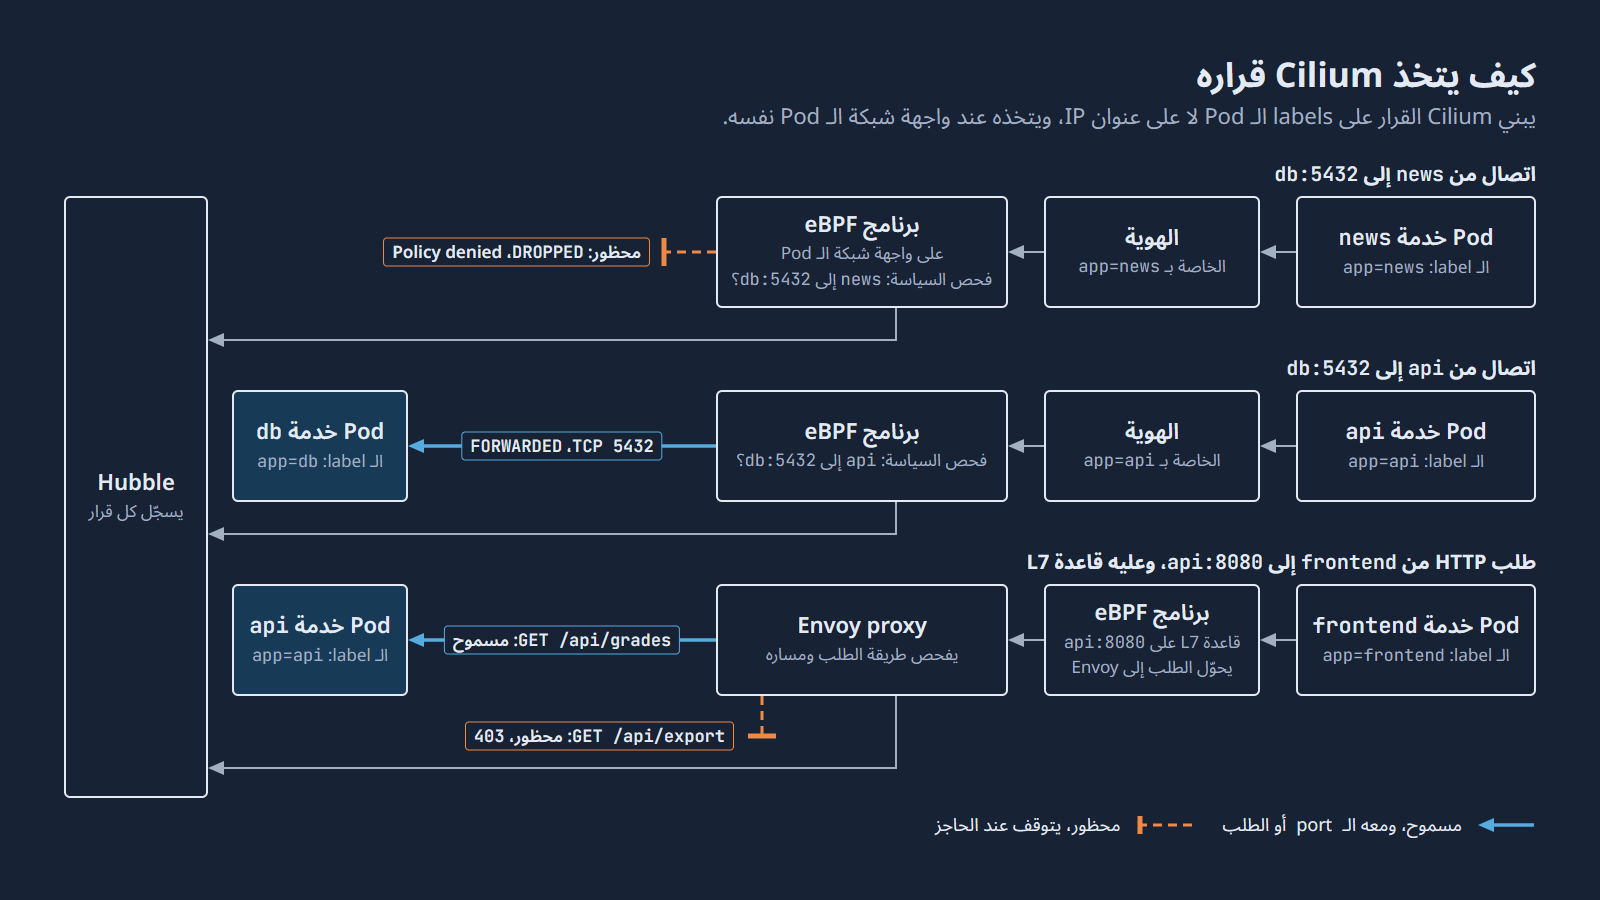 كيف يتخذ Cilium قراره
يبني Cilium القرار على labels الـ Pod لا على عنوان IP، ويتخذه عند واجهة شبكة الـ Pod نفسه.
اتصال من news إلى db:5432
Pod خدمة news
الـ label: app=news
الهوية
الخاصة بـ app=news
برنامج eBPF
على واجهة شبكة الـ Pod
فحص السياسة: news إلى db:5432؟
محظور: DROPPED، Policy denied
اتصال من api إلى db:5432
Pod خدمة api
الـ label: app=api
الهوية
الخاصة بـ app=api
برنامج eBPF
فحص السياسة: api إلى db:5432؟
FORWARDED، TCP 5432
Pod خدمة db
الـ label: app=db
Hubble
يسجّل كل قرار
طلب HTTP من frontend إلى api:8080، وعليه قاعدة L7
Pod خدمة frontend
الـ label: app=frontend
برنامج eBPF
قاعدة L7 على api:8080
يحوّل الطلب إلى Envoy
Envoy proxy
يفحص طريقة الطلب ومساره
GET /api/grades: مسموح
Pod خدمة api
الـ label: app=api
GET /api/export: محظور، 403
مسموح، ومعه الـ port أو الطلب
محظور، يتوقف عند الحاجز